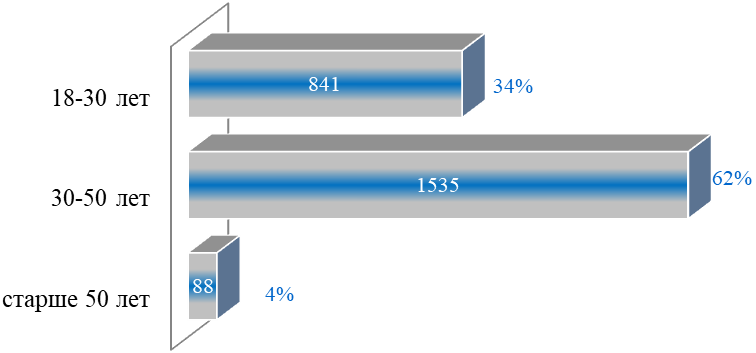 18-30 лет 841 34%
30-50 лет 1535 62%
старше 50 лет 88 4%